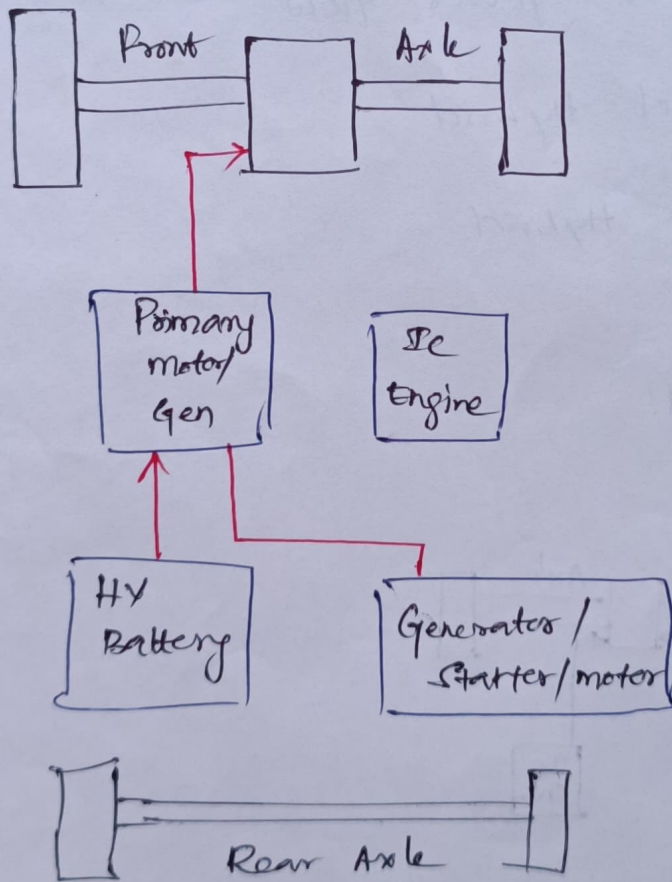 Front Axle
Primary
motor/
Gen
IC
Engine
HV
Battery
Generator/
Starter/motor
Rear Axle